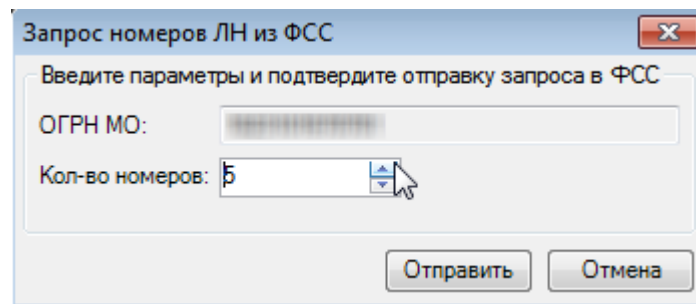 Запрос номеров ЛН из ФСС
Введите параметры и подтвердите отправку запроса в ФСС
ОГРН МО:
Кол-во номеров: 5
Отправить Отмена